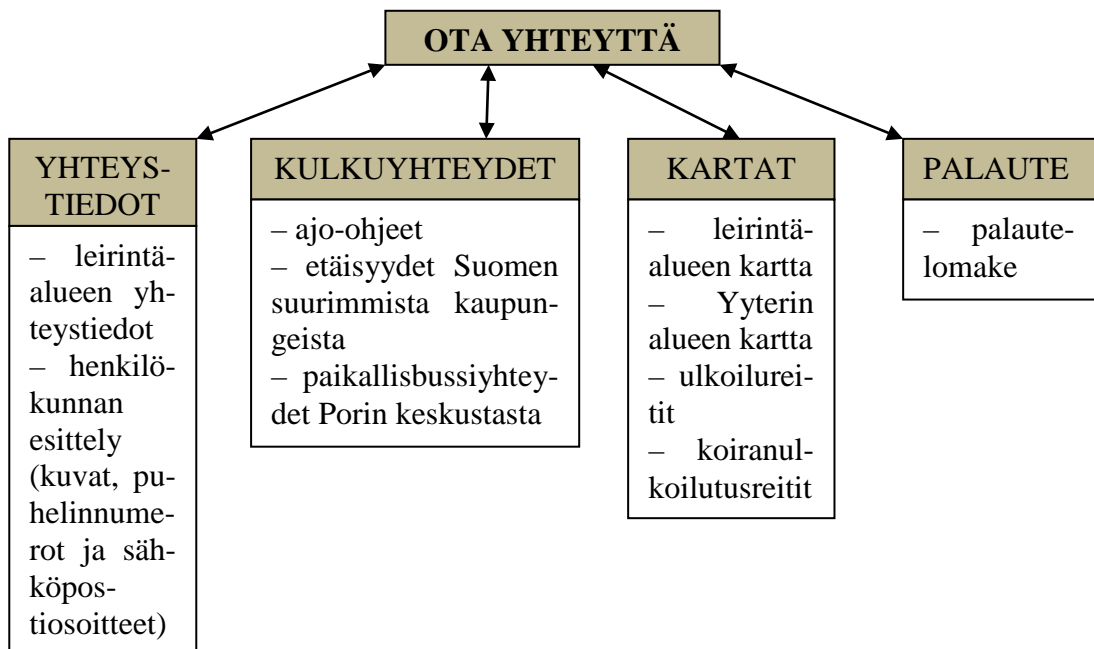 OTA YHTEYTTÄ
YHTEYS-
TIEDOT
– leirintä-
alueen yh-
teystiedot
– henkilö-
kunnan
esittely
(kuvat, pu-
helinnume-
rot ja säh-
köpos-
tiosoitteet)
KULKUYHTEYDET
– ajo-ohjeet
– etäisyydet Suomen
suurimmista kaupun-
geista
– paikallisbussiyhtey-
det Porin keskustasta
KARTAT
– leirintä-
alueen kartta
– Yyterin
alueen kartta
– ulkoilurei-
tit
– koiranul-
koilutusreitit
PALAUTE
– palaute-
lomake